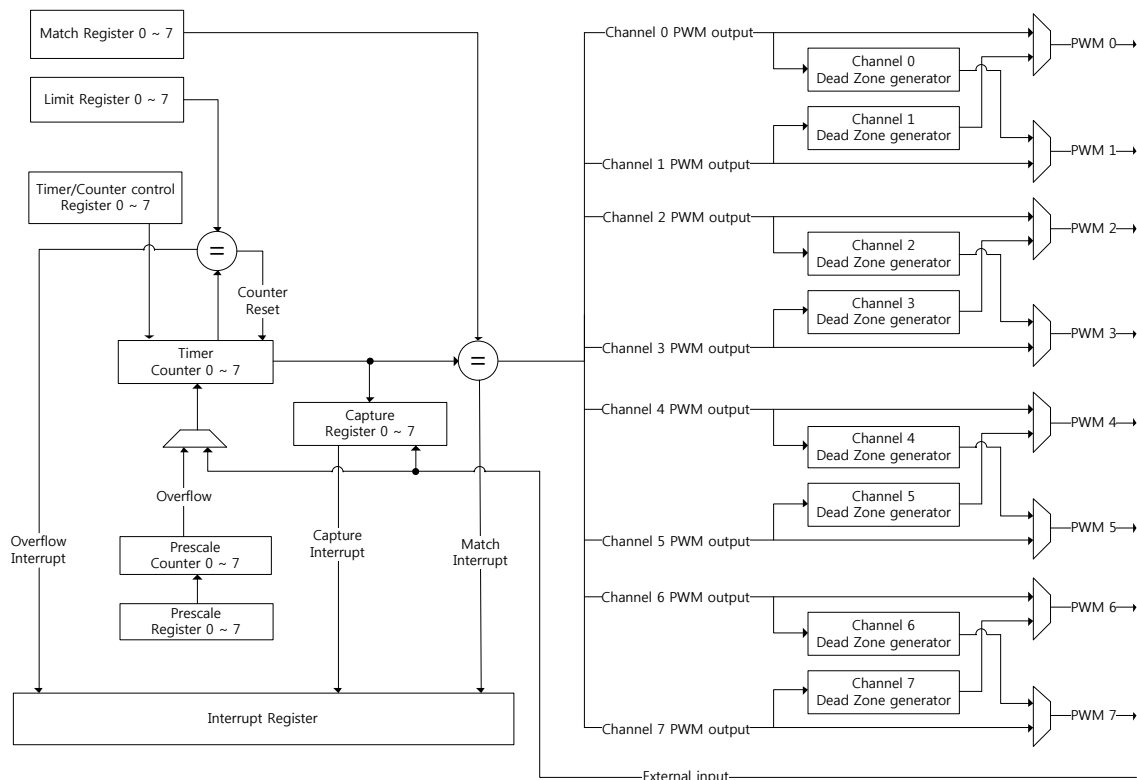 Match Register 0 ~ 7
Limit Register 0 ~ 7
Timer/Counter control
Register 0 ~ 7
=
Counter
Reset
Timer
Counter 0 ~ 7
=
Capture
Register 0 ~ 7
Overflow
Overflow
Interrupt
Prescale
Counter 0 ~ 7
Prescale
Register 0 ~ 7
Capture
Interrupt
Match
Interrupt
Interrupt Register
External input
Channel 0 PWM output
Channel 0
Dead Zone generator
PWM 0
Channel 1
Dead Zone generator
Channel 1 PWM output
PWM 1
Channel 2 PWM output
Channel 2
Dead Zone generator
PWM 2
Channel 3
Dead Zone generator
Channel 3 PWM output
PWM 3
Channel 4 PWM output
Channel 4
Dead Zone generator
PWM 4
Channel 5
Dead Zone generator
Channel 5 PWM output
PWM 5
Channel 6 PWM output
Channel 6
Dead Zone generator
PWM 6
Channel 7
Dead Zone generator
Channel 7 PWM output
PWM 7